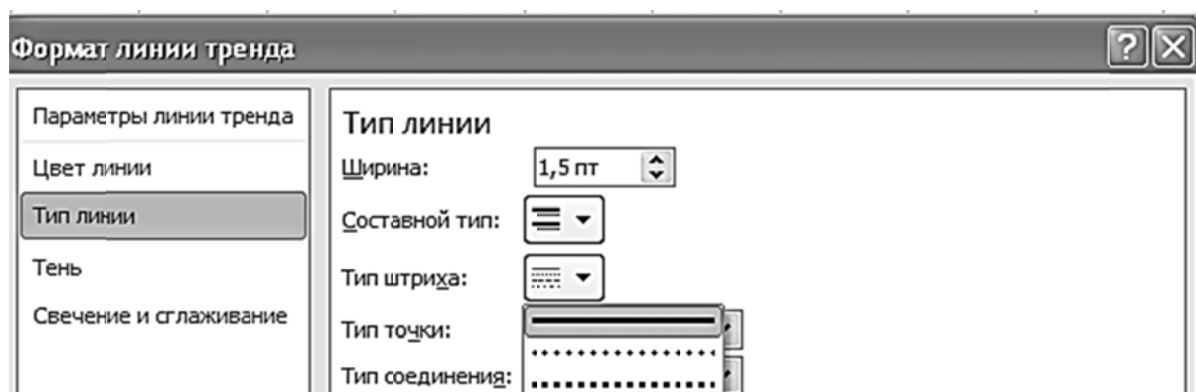 Формат линии тренда
Параметры линии тренда
Цвет линии
Тип линии
Тень
Свечение и сглаживание
Тип линии
Ширина: 1,5 пт
Составной тип:
Тип штриха:
Тип точки:
Тип соединения: